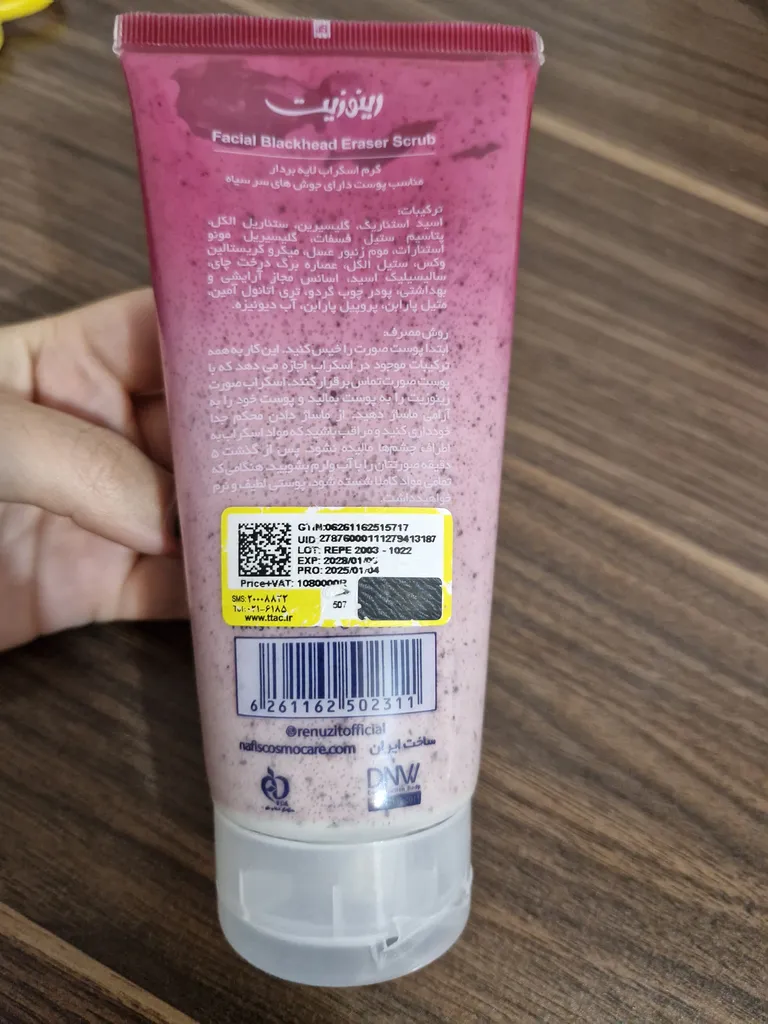 رینوزیت
Facial Blackhead Eraser Scrub
کرم اسکراب لایه بردار
مناسب پوست دارای جوش های سر سیاه
ترکیبات:
اسید استئاریک، گلیسیرین، ستئاریل الکل،
پتاسیم ستیل فسفات، گلیسیریل مونو
استئارات، موم زنبور عسل، میکرو کریستالین
وکس، ستیل الکل، عصاره برگ درخت چای،
سالیسیلیک اسید، اسانس مجاز آرایشی و
بهداشتی، پودر چوب گردو، تری اتانول آمین،
متیل پارابن، پروپیل پارابن، آب دیونیزه.
روش مصرف:
ابتدا پوست صورت را خیس کنید. این کار به همه
ترکیبات موجود در اسکراب اجازه می دهد که با
پوست صورت تماس برقرار کنند. اسکراب صورت
رینوزیت را به پوست بمالید و پوست خود را به
آرامی ماساژ دهید. از ماساژ دادن محکم جدا
خودداری کنید و مراقب باشید که مواد اسکراب به
اطراف چشم‌ها مالیده نشود. پس از گذشت ۵
دقیقه صورتتان را با آب ولرم بشویید. هنگامی که
تمامی مواد کاملا شسته شود، پوستی لطیف و نرم
خواهید داشت.
GTIN:06261162515717
UID 27876000111279413187
LOT: REPE 2003 - 1022
EXP: 2028/01/
PRO: 2025/01/04
Price+VAT: 1080000R
SMS: ۲۰۰۰۸۸۲۲
Tel: ۰۲۱-۶۱۸۵
507
www.ttac.ir
6 261162 502311
@renuzitofficial
nafiscosmocare.com ساخت ایران
DNW